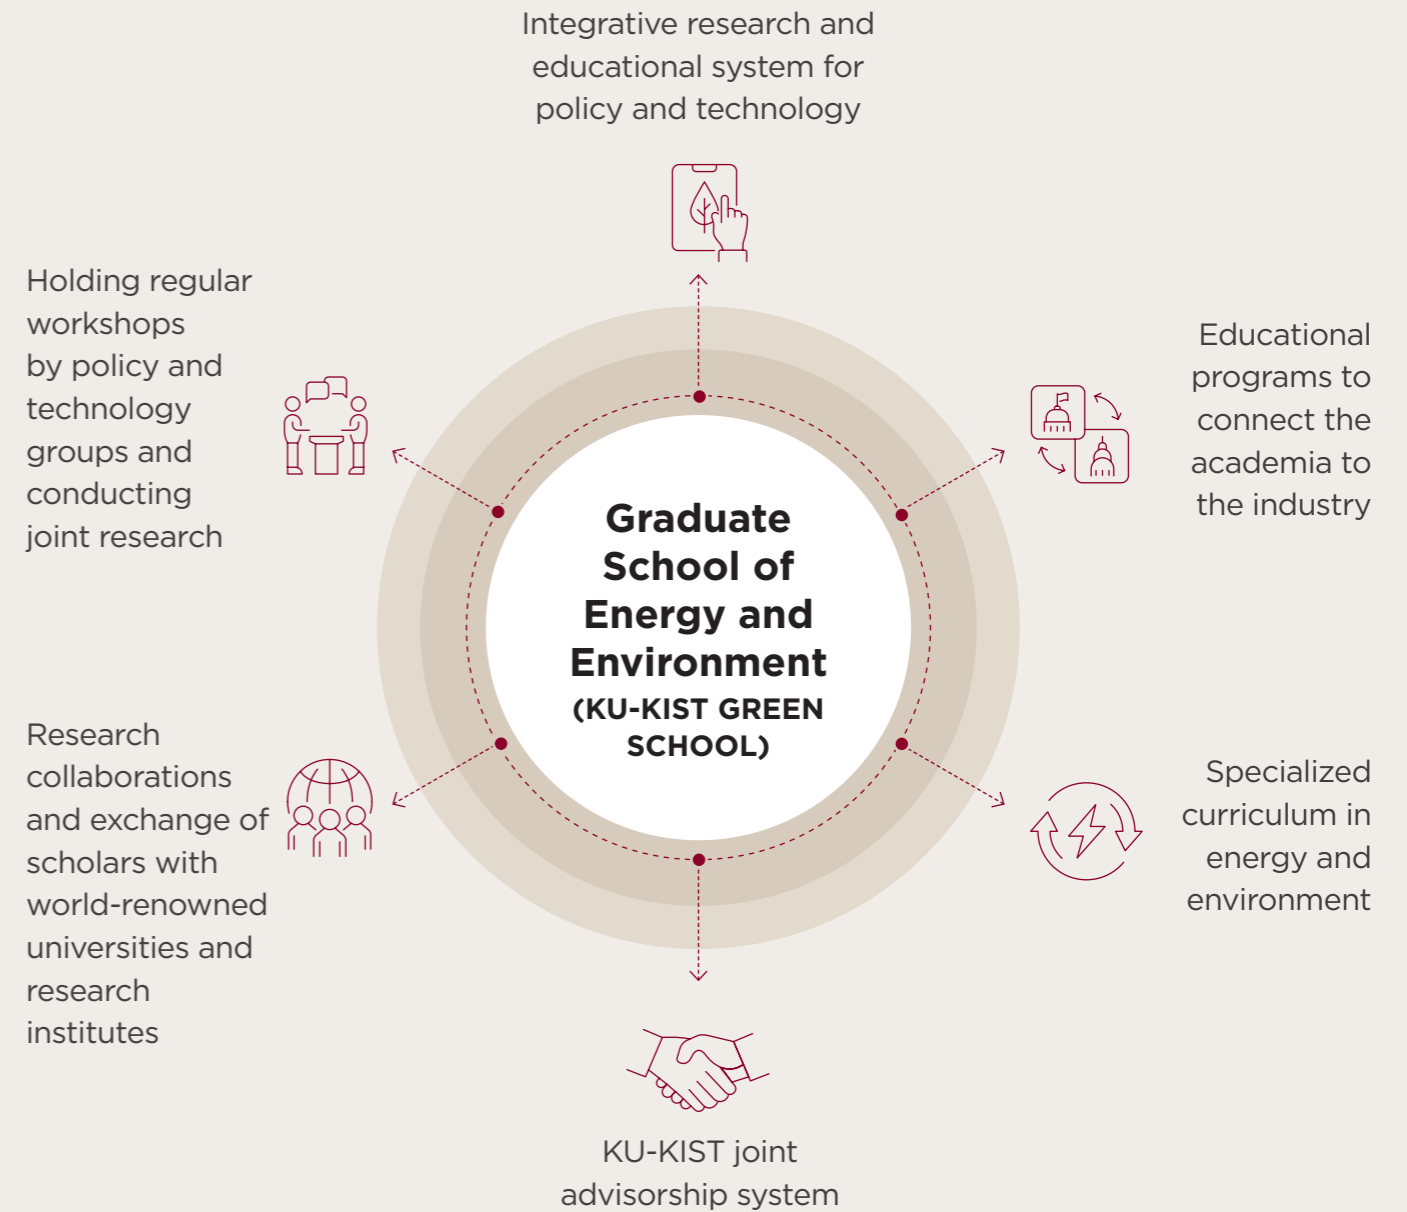 Integrative research and
educational system for
policy and technology
Holding regular
workshops
by policy and
technology
groups and
conducting
joint research
Educational
programs to
connect the
academia to
the industry
Graduate
School of
Energy and
Environment
(KU-KIST GREEN
SCHOOL)
Research
collaborations
and exchange of
scholars with
world-renowned
universities and
research
institutes
Specialized
curriculum in
energy and
environment
KU-KIST joint
advisorship system